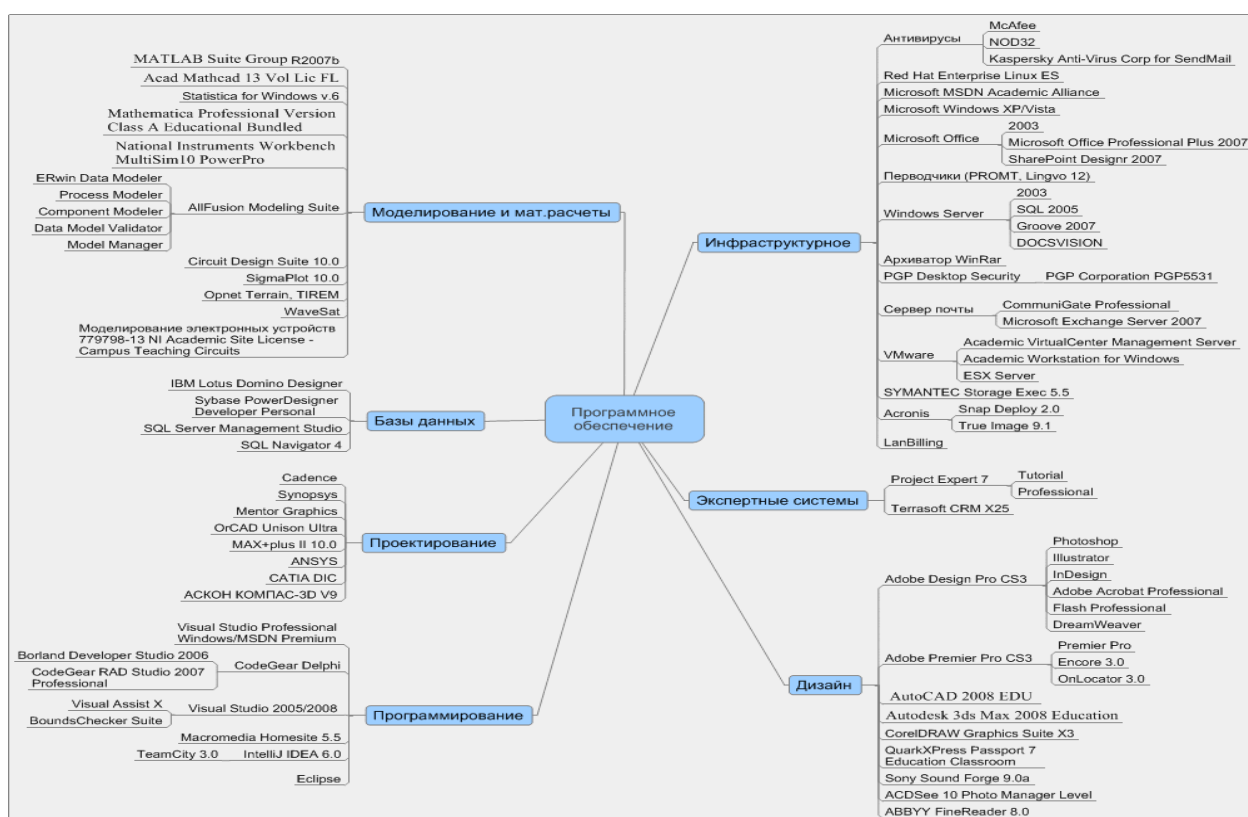 Программное
обеспечение
Моделирование и мат.расчеты
MATLAB Suite Group R2007b
Acad Mathcad 13 Vol Lic FL
Statistica for Windows v.6
Mathematica Professional Version
Class A Educational Bundled
National Instruments Workbench
MultiSim10 PowerPro
AllFusion Modeling Suite
ERwin Data Modeler
Process Modeler
Component Modeler
Data Model Validator
Model Manager
Circuit Design Suite 10.0
SigmaPlot 10.0
Opnet Terrain, TIREM
WaveSat
Моделирование электронных устройств
779798-13 NI Academic Site License -
Campus Teaching Circuits
Базы данных
IBM Lotus Domino Designer
Sybase PowerDesigner
Developer Personal
SQL Server Management Studio
SQL Navigator 4
Проектирование
Cadence
Synopsys
Mentor Graphics
OrCAD Unison Ultra
MAX+plus II 10.0
ANSYS
CATIA DIC
АСКОН КОМПАС-3D V9
Программирование
Visual Studio Professional
Windows/MSDN Premium
CodeGear Delphi
Borland Developer Studio 2006
CodeGear RAD Studio 2007
Professional
Visual Studio 2005/2008
Visual Assist X
BoundsChecker Suite
Macromedia Homesite 5.5
IntelliJ IDEA 6.0
TeamCity 3.0
Eclipse
Инфраструктурное
Антивирусы
McAfee
NOD32
Kaspersky Anti-Virus Corp for SendMail
Red Hat Enterprise Linux ES
Microsoft MSDN Academic Alliance
Microsoft Windows XP/Vista
Microsoft Office
2003
Microsoft Office Professional Plus 2007
SharePoint Designr 2007
Перводчики (PROMT, Lingvo 12)
Windows Server
2003
SQL 2005
Groove 2007
DOCSVISION
Архиватор WinRar
PGP Desktop Security
PGP Corporation PGP5531
Сервер почты
CommuniGate Professional
Microsoft Exchange Server 2007
VMware
Academic VirtualCenter Management Server
Academic Workstation for Windows
ESX Server
SYMANTEC Storage Exec 5.5
Acronis
Snap Deploy 2.0
True Image 9.1
LanBilling
Экспертные системы
Project Expert 7
Tutorial
Professional
Terrasoft CRM X25
Дизайн
Adobe Design Pro CS3
Photoshop
Illustrator
InDesign
Adobe Acrobat Professional
Flash Professional
DreamWeaver
Adobe Premier Pro CS3
Premier Pro
Encore 3.0
OnLocator 3.0
AutoCAD 2008 EDU
Autodesk 3ds Max 2008 Education
CorelDRAW Graphics Suite X3
QuarkXPress Passport 7
Education Classroom
Sony Sound Forge 9.0a
ACDSee 10 Photo Manager Level
ABBYY FineReader 8.0